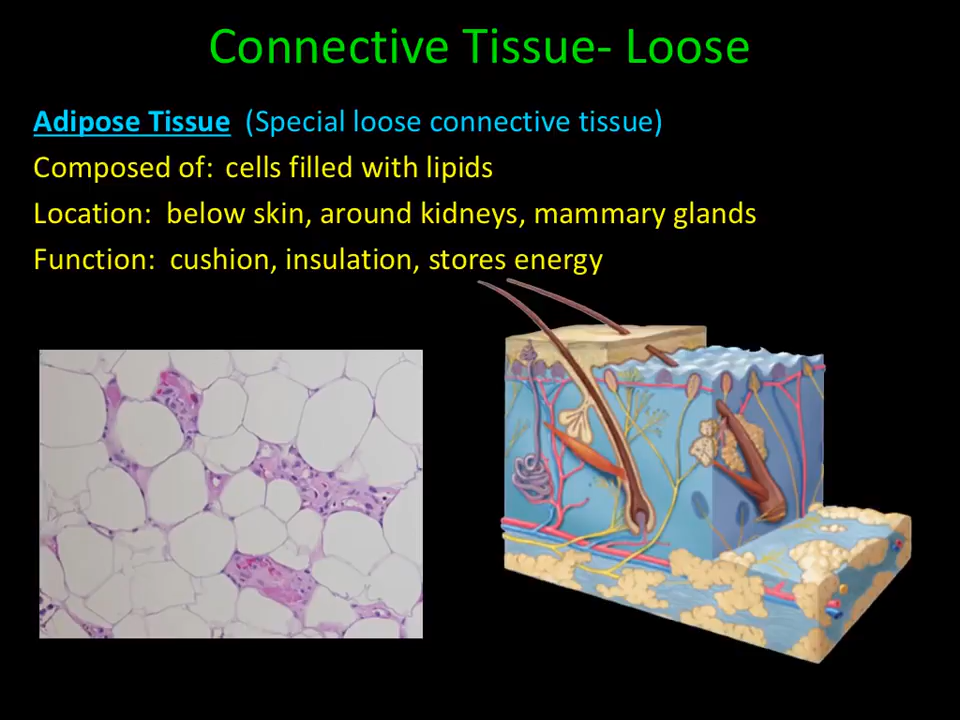 Connective Tissue- Loose
Adipose Tissue (Special loose connective tissue)
Composed of: cells filled with lipids
Location: below skin, around kidneys, mammary glands
Function: cushion, insulation, stores energy